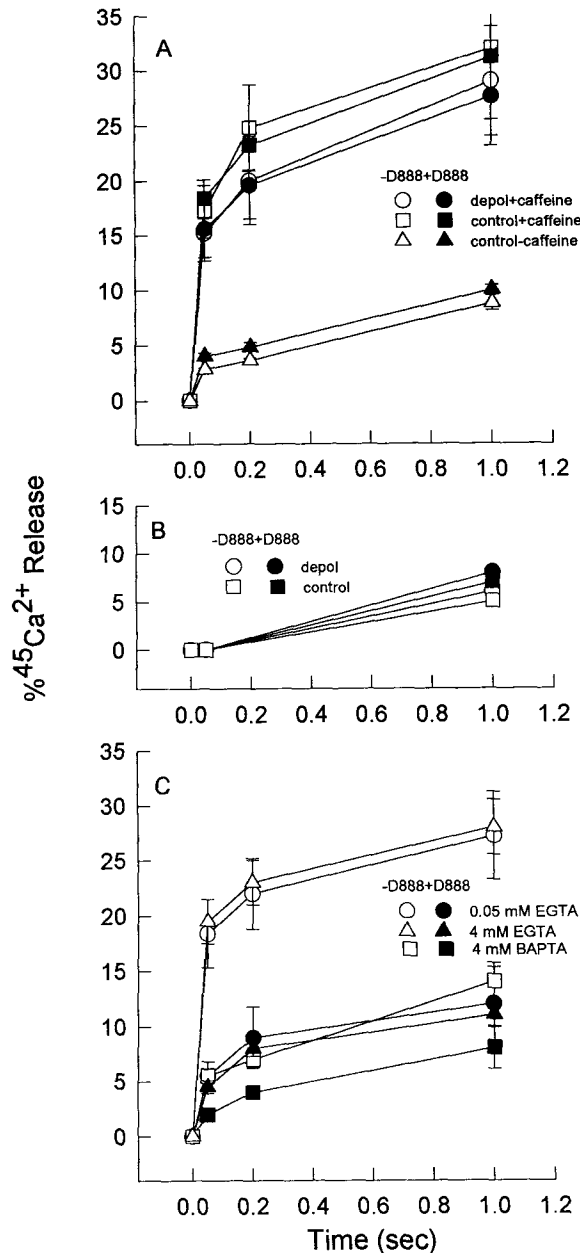 A
35
30
25
20
15
10
5
0
-D888+D888
depol+caffeine
control+caffeine
control-caffeine
0.0 0.2 0.4 0.6 0.8 1.0 1.2
B
15
10
5
0
-D888+D888
depol
control
0.0 0.2 0.4 0.6 0.8 1.0 1.2
%45Ca2+ Release
C
35
30
25
20
15
10
5
0
-D888+D888
0.05 mM EGTA
4 mM EGTA
4 mM BAPTA
0.0 0.2 0.4 0.6 0.8 1.0 1.2
Time (sec)